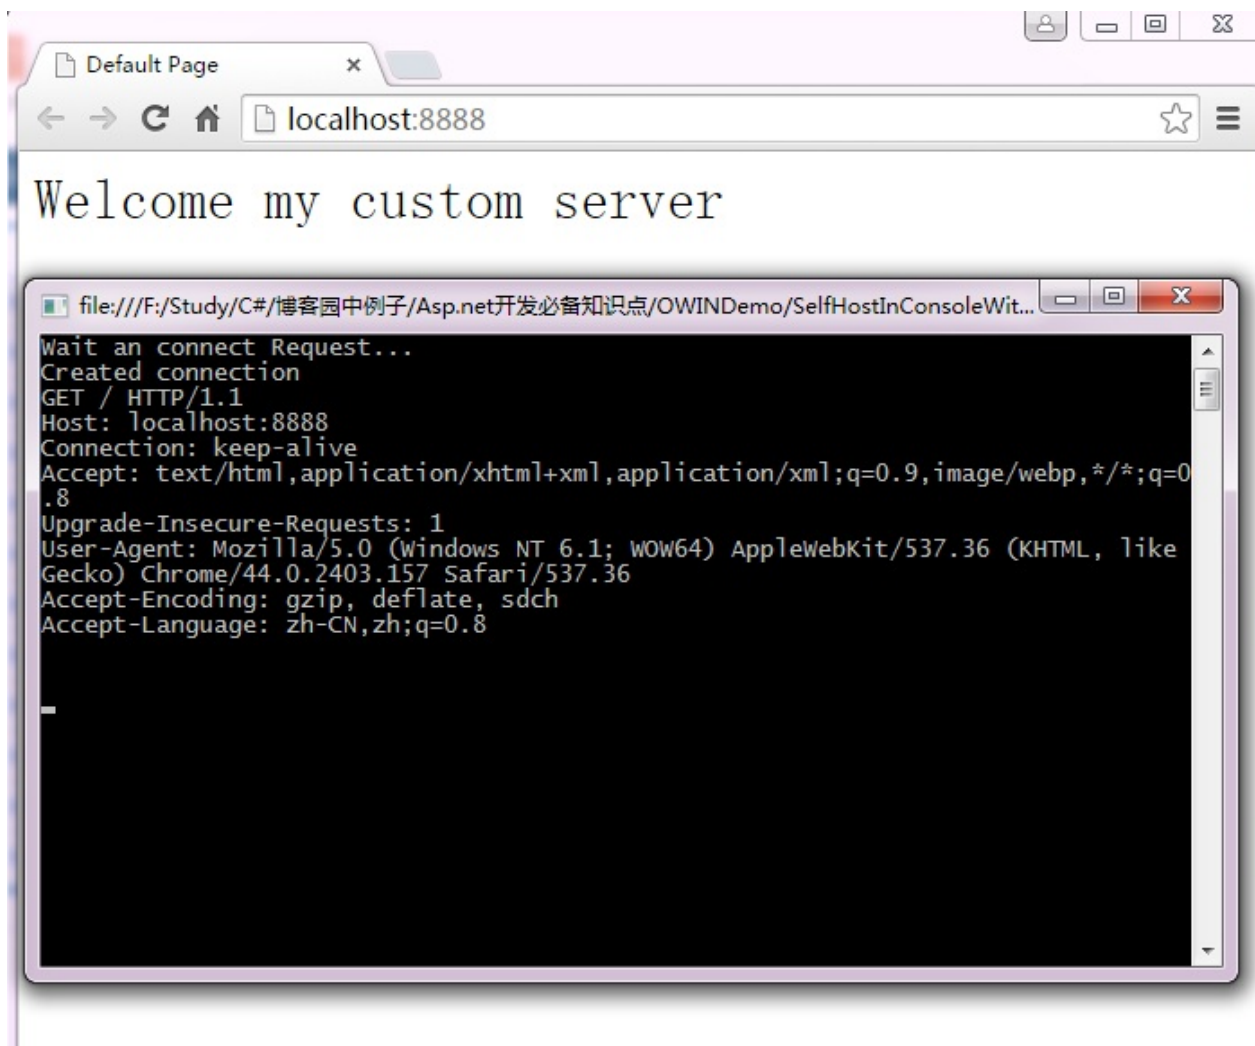 Default Page
localhost:8888
Welcome my custom server
file:///F:/Study/C#/博客园中例子/Asp.net开发必备知识点/OWINDemo/SelfHostInConsoleWit...
Wait an connect Request...
Created connection
GET / HTTP/1.1
Host: localhost:8888
Connection: keep-alive
Accept: text/html,application/xhtml+xml,application/xml;q=0.9,image/webp,*/*;q=0
.8
Upgrade-Insecure-Requests: 1
User-Agent: Mozilla/5.0 (Windows NT 6.1; WOW64) AppleWebKit/537.36 (KHTML, like
Gecko) Chrome/44.0.2403.157 Safari/537.36
Accept-Encoding: gzip, deflate, sdch
Accept-Language: zh-CN,zh;q=0.8